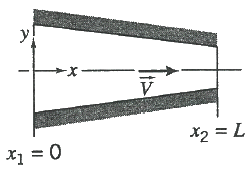 y
x
V
x₁ = 0
x₂ = L